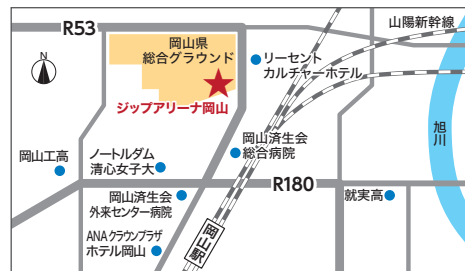 R53
山陽新幹線
岡山県
総合グラウンド
リーセント
カルチャーホテル
N
ジップアリーナ岡山
旭川
岡山済生会
総合病院
岡山工高
ノートルダム
清心女子大
R180
岡山済生会
外来センター病院
就実高
岡山駅
ANAクラウンプラザ
ホテル岡山